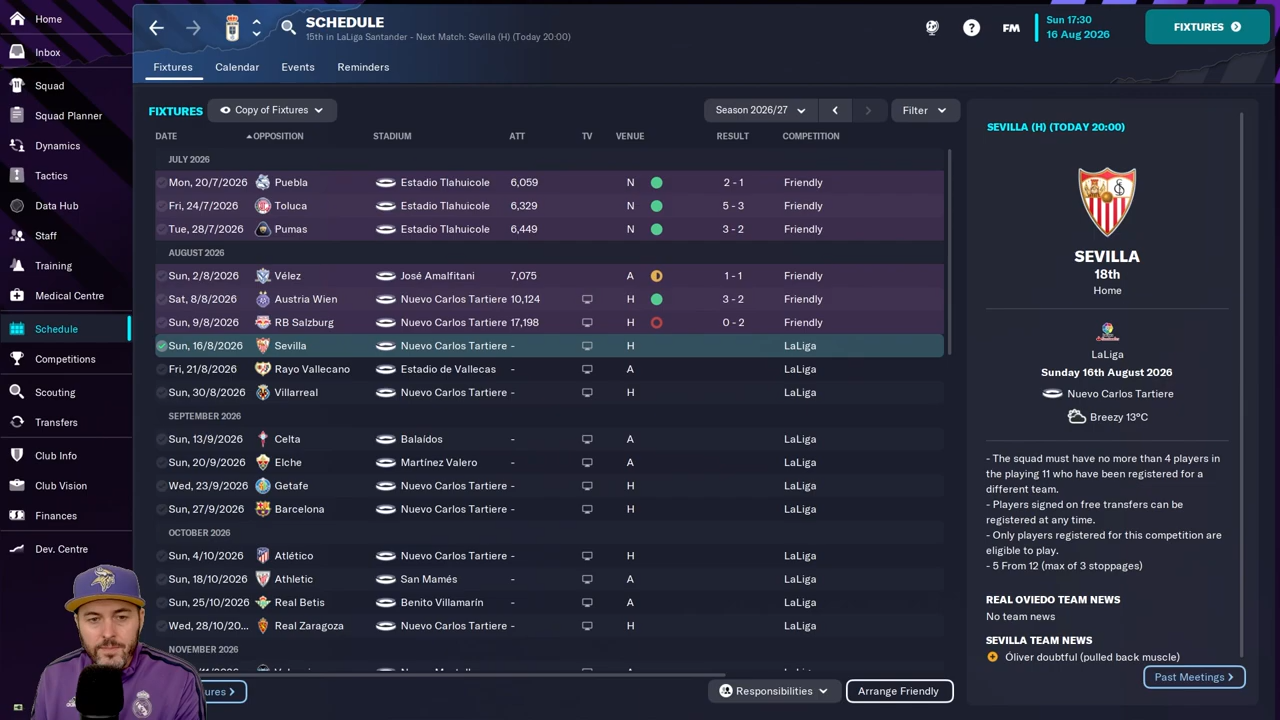 Home
Inbox
Squad
Squad Planner
Dynamics
Tactics
Data Hub
Staff
Training
Medical Centre
Schedule
Competitions
Scouting
Transfers
Club Info
Club Vision
Finances
Dev. Centre
SCHEDULE
15th in LaLiga Santander - Next Match: Sevilla (H) (Today 20:00)
FM
Sun 17:30
16 Aug 2026
FIXTURES
Fixtures Calendar Events Reminders
FIXTURES Copy of Fixtures Season 2026/27 Filter
DATE OPPOSITION STADIUM ATT TV VENUE RESULT COMPETITION
JULY 2026
Mon, 20/7/2026 Puebla Estadio Tlahuicole 6,059 N 2 - 1 Friendly
Fri, 24/7/2026 Toluca Estadio Tlahuicole 6,329 N 5 - 3 Friendly
Tue, 28/7/2026 Pumas Estadio Tlahuicole 6,449 N 3 - 2 Friendly
AUGUST 2026
Sun, 2/8/2026 Vélez José Amalfitani 7,075 A 1 - 1 Friendly
Sat, 8/8/2026 Austria Wien Nuevo Carlos Tartiere 10,124 H 3 - 2 Friendly
Sun, 9/8/2026 RB Salzburg Nuevo Carlos Tartiere 17,198 H 0 - 2 Friendly
Sun, 16/8/2026 Sevilla Nuevo Carlos Tartiere - H LaLiga
Fri, 21/8/2026 Rayo Vallecano Estadio de Vallecas - A LaLiga
Sun, 30/8/2026 Villarreal Nuevo Carlos Tartiere - H LaLiga
SEPTEMBER 2026
Sun, 13/9/2026 Celta Balaídos - A LaLiga
Sun, 20/9/2026 Elche Martínez Valero - A LaLiga
Wed, 23/9/2026 Getafe Nuevo Carlos Tartiere - H LaLiga
Sun, 27/9/2026 Barcelona Nuevo Carlos Tartiere - H LaLiga
OCTOBER 2026
Sun, 4/10/2026 Atlético Nuevo Carlos Tartiere - H LaLiga
Sun, 18/10/2026 Athletic San Mamés - A LaLiga
Sun, 25/10/2026 Real Betis Benito Villamarín - A LaLiga
Wed, 28/10/20... Real Zaragoza Nuevo Carlos Tartiere - H LaLiga
NOVEMBER 2026
Responsibilities Arrange Friendly
SEVILLA (H) (TODAY 20:00)
SEVILLA
18th
Home
LaLiga
Sunday 16th August 2026
Nuevo Carlos Tartiere
Breezy 13°C
- The squad must have no more than 4 players in
the playing 11 who have been registered for a
different team.
- Players signed on free transfers can be
registered at any time.
- Only players registered for this competition are
eligible to play.
- 5 From 12 (max of 3 stoppages)
REAL OVIEDO TEAM NEWS
No team news
SEVILLA TEAM NEWS
Óliver doubtful (pulled back muscle)
Past Meetings